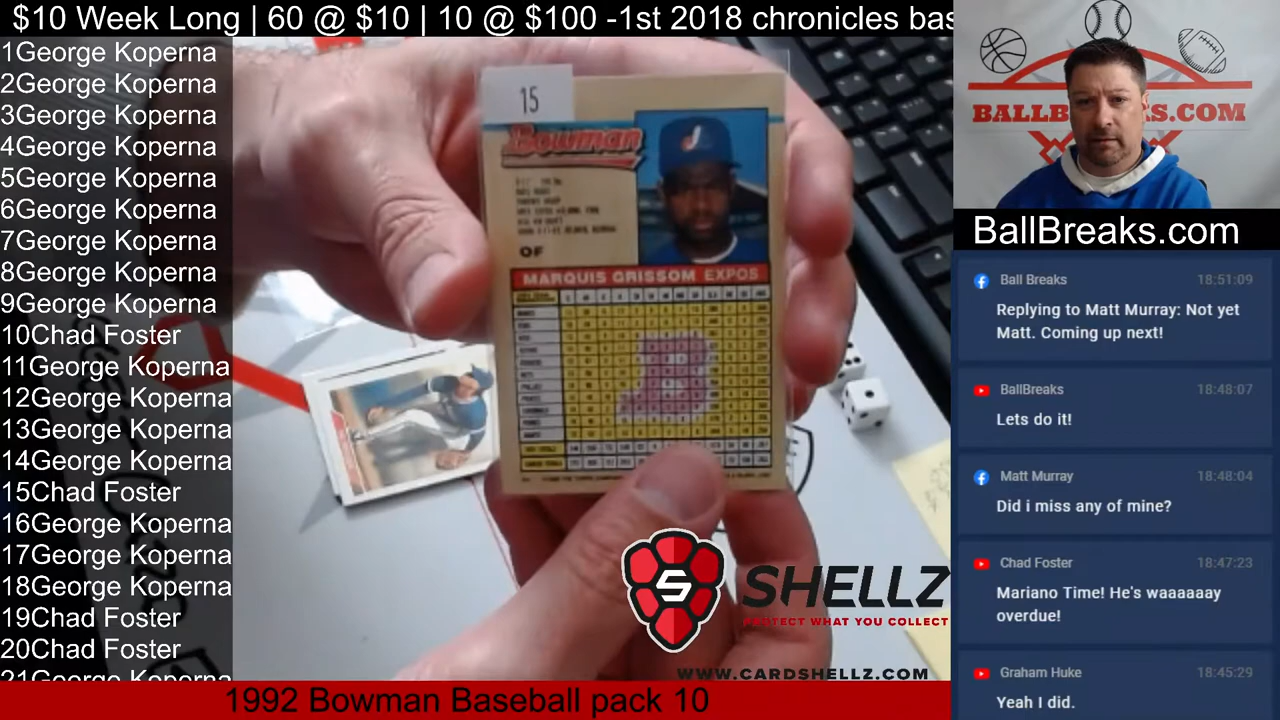 $10 Week Long | 60 @ $10 | 10 @ $100 -1st 2018 chronicles bas
1George Koperna
2George Koperna
3George Koperna
4George Koperna
5George Koperna
6George Koperna
7George Koperna
8George Koperna
9George Koperna
10Chad Foster
11George Koperna
12George Koperna
13George Koperna
14George Koperna
15Chad Foster
16George Koperna
17George Koperna
18George Koperna
19Chad Foster
20Chad Foster
21George Koperna
15
Bowman
OF
MARQUIS GRISSOM EXPOS
B
S SHELLZ
PROTECT WHAT YOU COLLECT
WWW.CARDSHELLZ.COM
1992 Bowman Baseball pack 10
BALLBREAKS.COM
BallBreaks.com
Ball Breaks 18:51:09
Replying to Matt Murray: Not yet
Matt. Coming up next!
BallBreaks 18:48:07
Lets do it!
Matt Murray 18:48:04
Did i miss any of mine?
Chad Foster 18:47:23
Mariano Time! He's waaaaaay
overdue!
Graham Huke 18:45:29
Yeah I did.